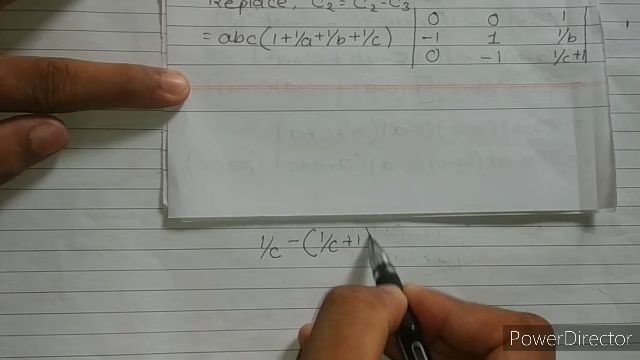 Replace, C₂ = C₂-C₃
= abc(1+1/a+1/b+1/c) | 0 0 1 |
| -1 1 1/b |
| 0 -1 1/c+1 |
1/c - (1/c+1)
PowerDirector